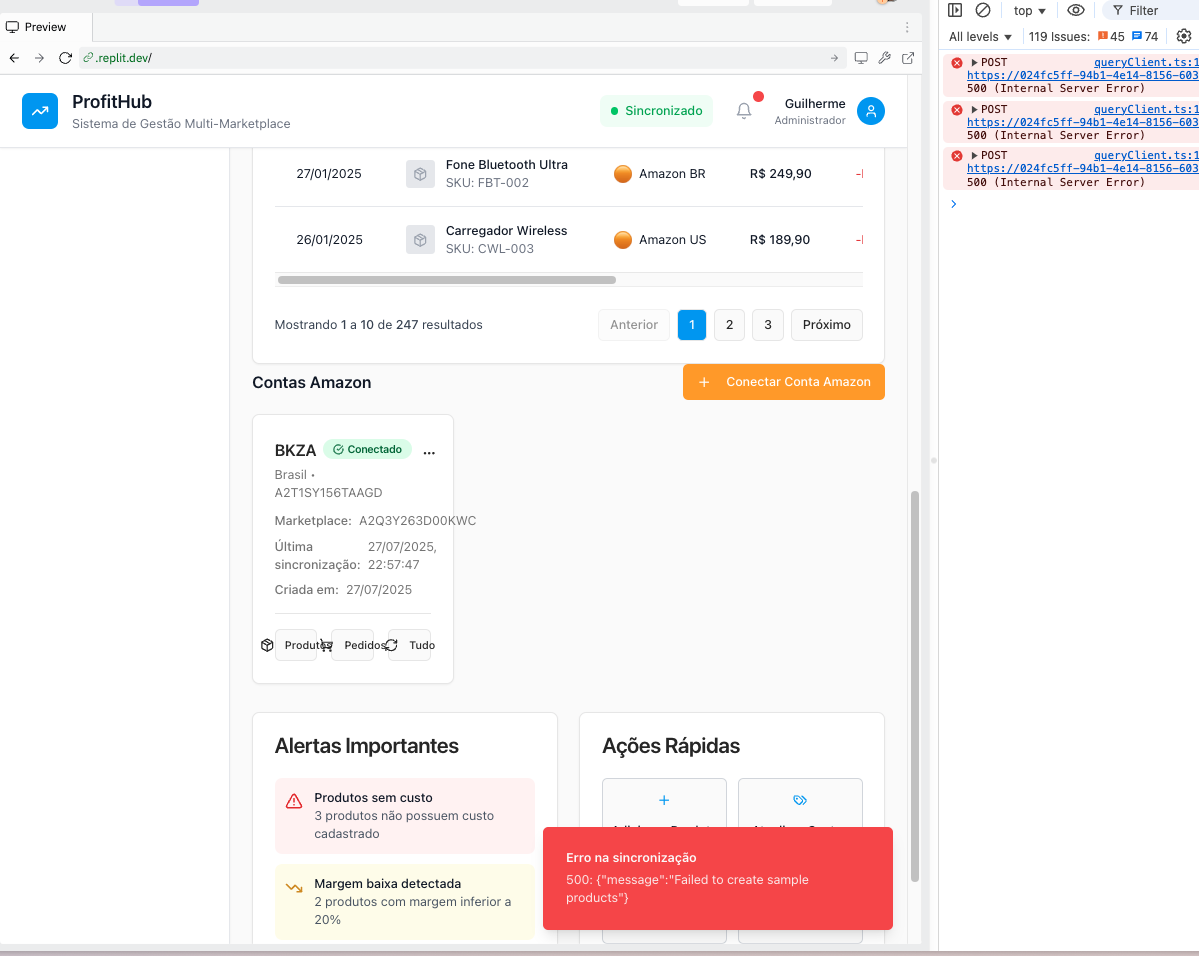 Preview
.replit.dev/
ProfitHub
Sistema de Gestão Multi-Marketplace
Sincronizado
Guilherme
Administrador
27/01/2025
Fone Bluetooth Ultra
SKU: FBT-002
Amazon BR
R$ 249,90
26/01/2025
Carregador Wireless
SKU: CWL-003
Amazon US
R$ 189,90
Mostrando 1 a 10 de 247 resultados
Anterior
1
2
3
Próximo
Contas Amazon
+ Conectar Conta Amazon
BKZA
Conectado
...
Brasil •
A2T1SY156TAAGD
Marketplace: A2Q3Y263D00KWC
Última sincronização: 27/07/2025, 22:57:47
Criada em: 27/07/2025
Produtos
Pedidos
Tudo
Alertas Importantes
Produtos sem custo
3 produtos não possuem custo
cadastrado
Margem baixa detectada
2 produtos com margem inferior a
20%
Ações Rápidas
Erro na sincronização
500: {"message":"Failed to create sample
products"}
top
Filter
All levels
119 Issues: 45 74
POST queryClient.ts:1
https://024fc5ff-94b1-4e14-8156-603
500 (Internal Server Error)
POST queryClient.ts:1
https://024fc5ff-94b1-4e14-8156-603
500 (Internal Server Error)
POST queryClient.ts:1
https://024fc5ff-94b1-4e14-8156-603
500 (Internal Server Error)